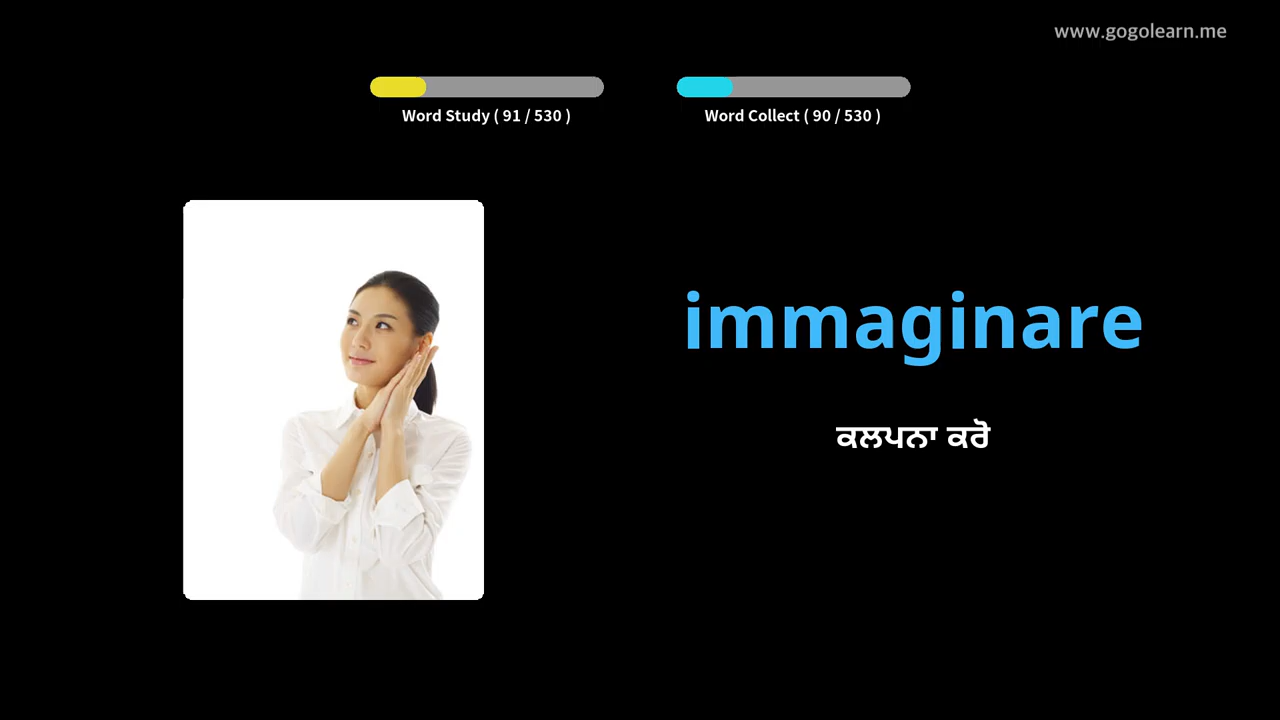 www.gogolearn.me
Word Study ( 91 / 530 )
Word Collect ( 90 / 530 )
immaginare
ਕਲਪਨਾ ਕਰੋ